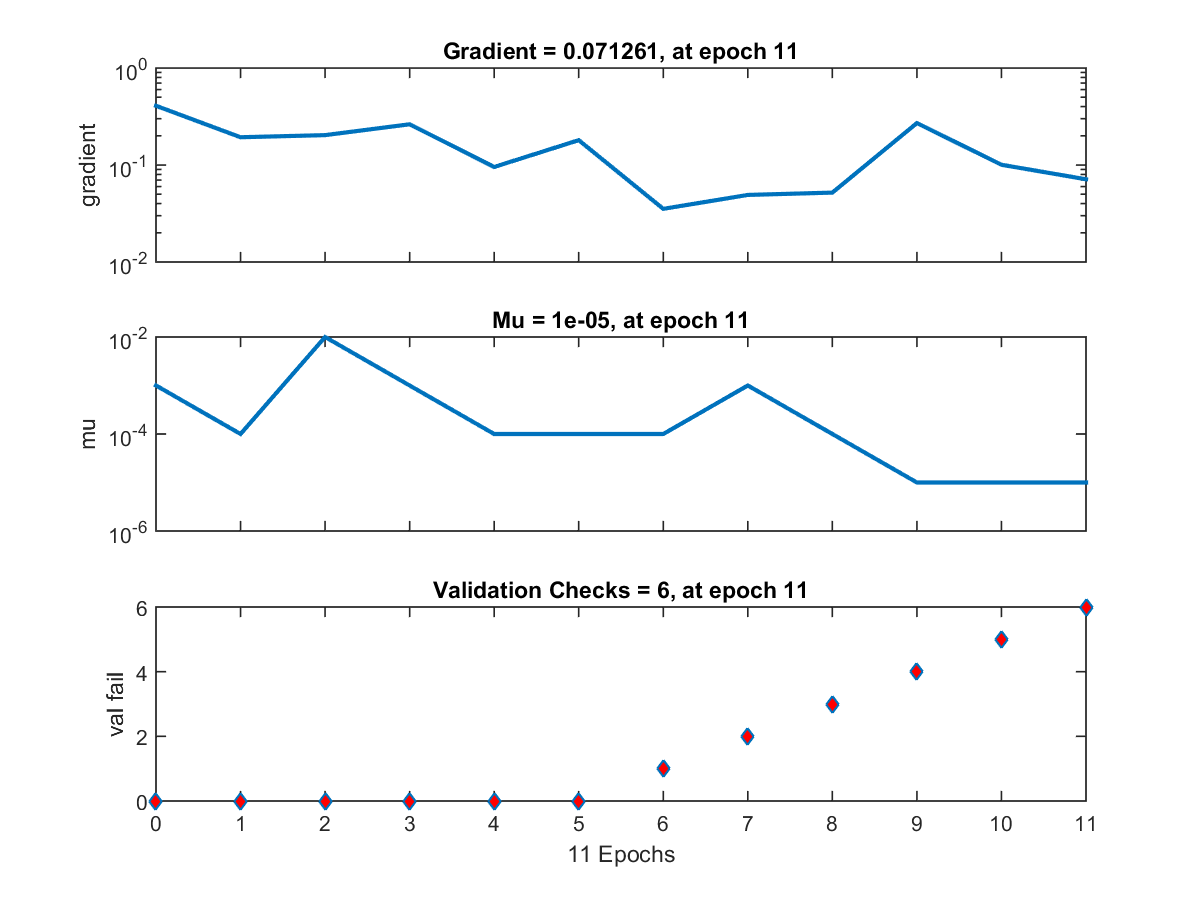 Gradient = 0.071261, at epoch 11
10^0
10^-1
10^-2
gradient
Mu = 1e-05, at epoch 11
10^-2
10^-4
10^-6
mu
Validation Checks = 6, at epoch 11
6
4
2
0
val fail
0 1 2 3 4 5 6 7 8 9 10 11
11 Epochs